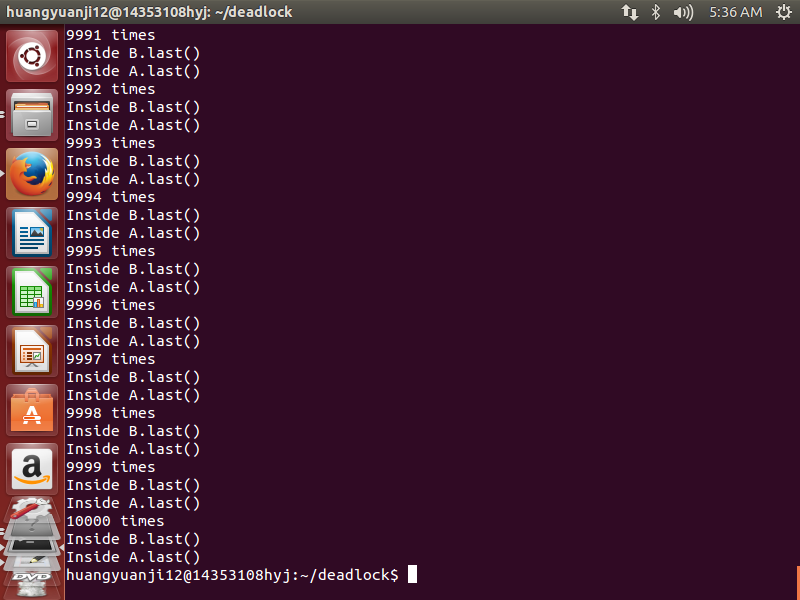 huangyuanji12@14353108hyj: ~/deadlock
5:36 AM
9991 times
Inside B.last()
Inside A.last()
9992 times
Inside B.last()
Inside A.last()
9993 times
Inside B.last()
Inside A.last()
9994 times
Inside B.last()
Inside A.last()
9995 times
Inside B.last()
Inside A.last()
9996 times
Inside B.last()
Inside A.last()
9997 times
Inside B.last()
Inside A.last()
9998 times
Inside B.last()
Inside A.last()
9999 times
Inside B.last()
Inside A.last()
10000 times
Inside B.last()
Inside A.last()
huangyuanji12@14353108hyj:~/deadlock$
A
a
DVD